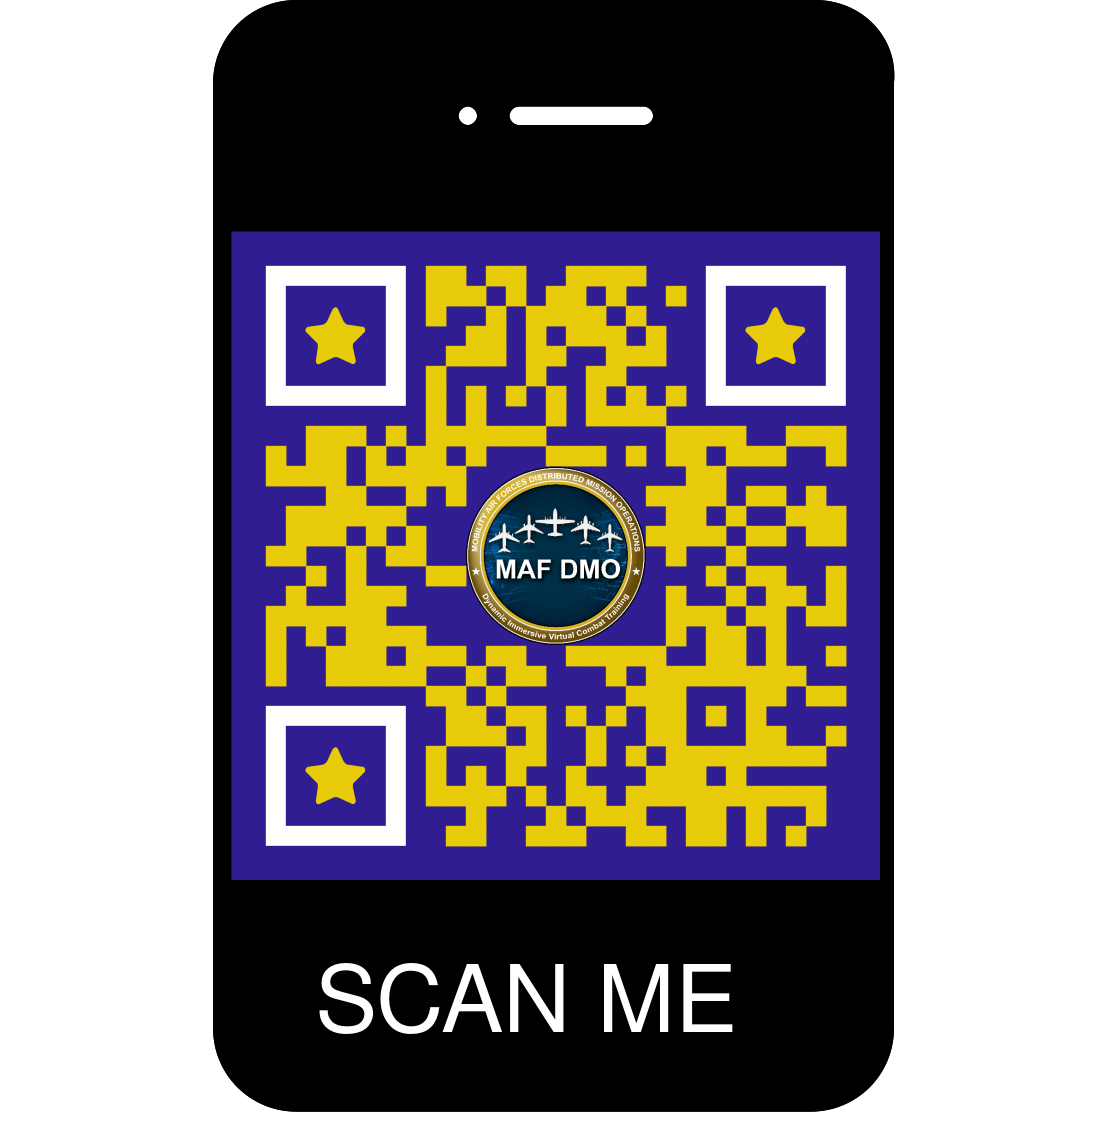 MOBILITY AIR FORCES DISTRIBUTED MISSION OPERATIONS
MAF DMO
Dynamic Immersive Virtual Combat Training
SCAN ME